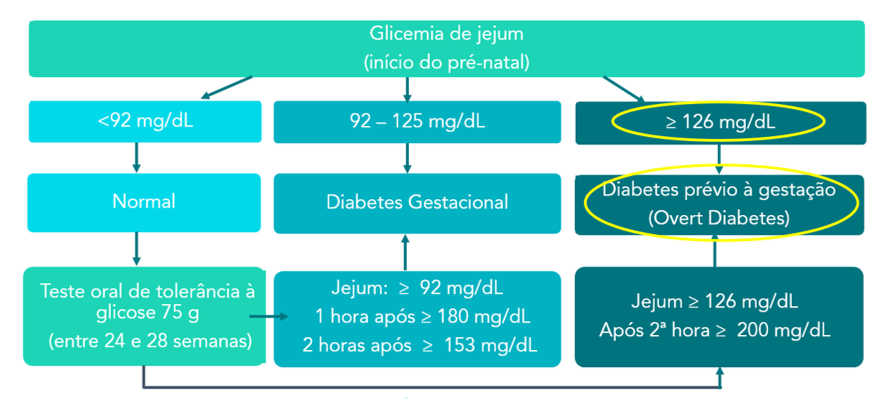 Glicemia de jejum
(início do pré-natal)
<92 mg/dL
92 – 125 mg/dL
≥ 126 mg/dL
Normal
Diabetes Gestacional
Diabetes prévio à gestação
(Overt Diabetes)
Teste oral de tolerância à
glicose 75 g
(entre 24 e 28 semanas)
Jejum: ≥ 92 mg/dL
1 hora após ≥ 180 mg/dL
2 horas após ≥ 153 mg/dL
Jejum ≥ 126 mg/dL
Após 2ª hora ≥ 200 mg/dL